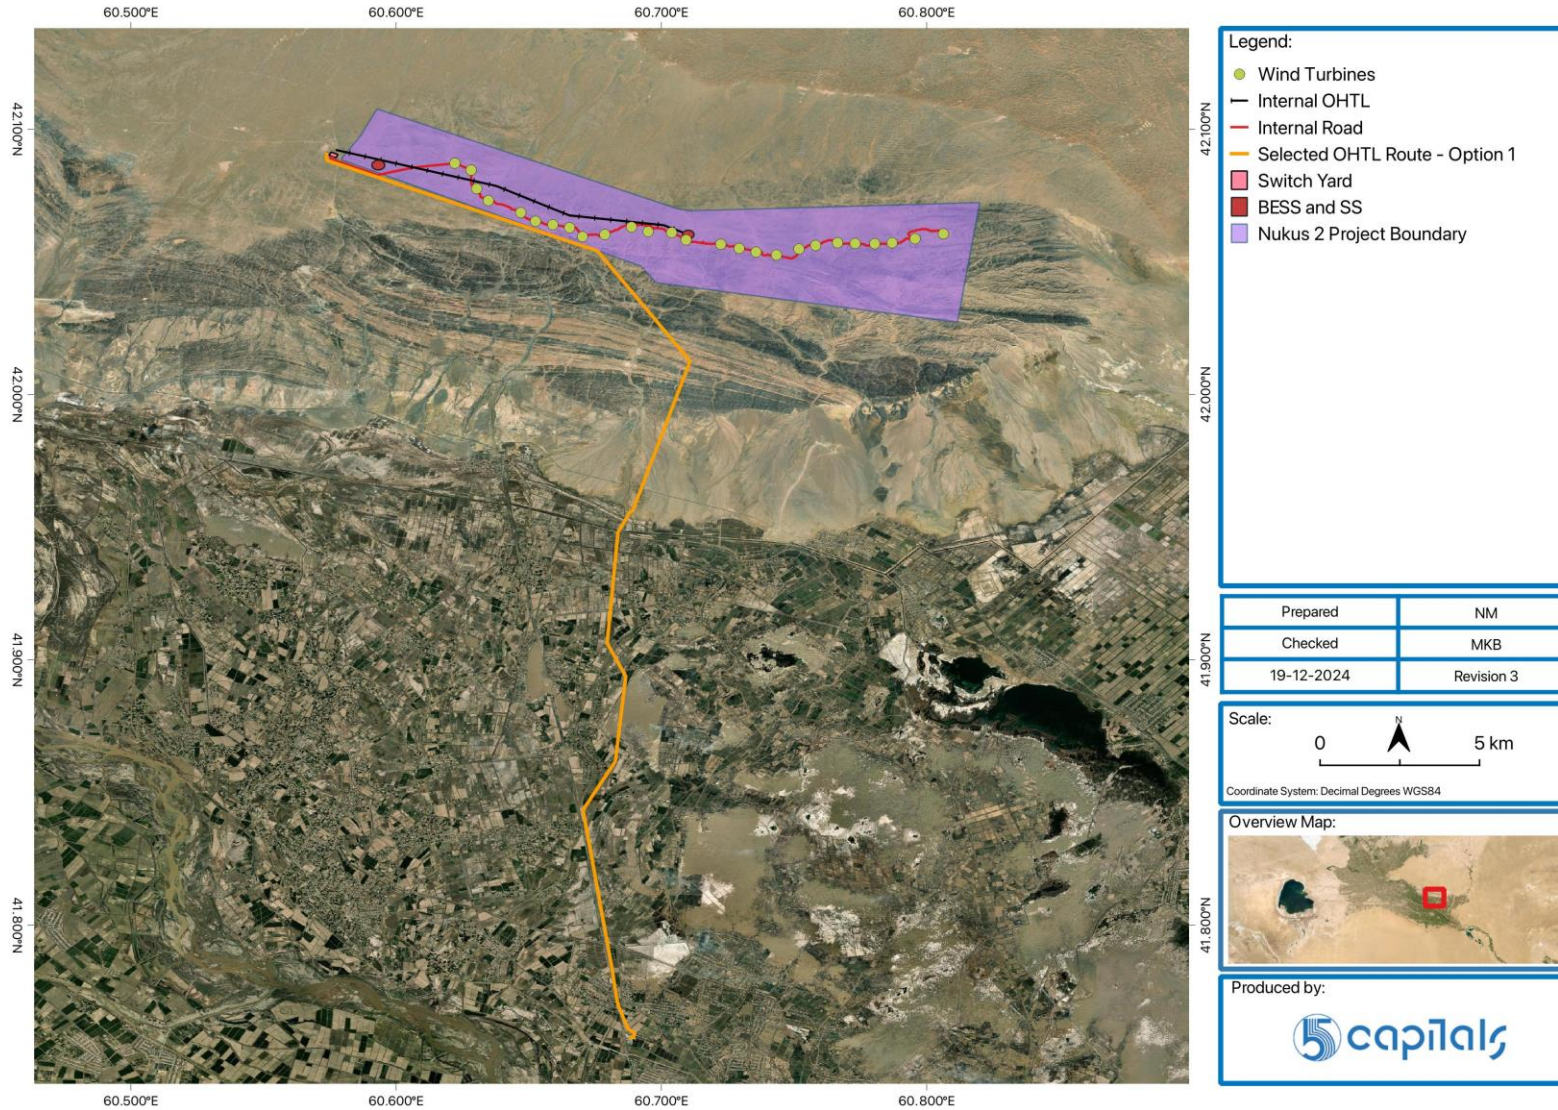 60.500°E
60.600°E
60.700°E
60.800°E
42.100°N
42.000°N
41.900°N
41.800°N
42.100°N
42.000°N
41.900°N
41.800°N
60.500°E
60.600°E
60.700°E
60.800°E
Legend:
Wind Turbines
Internal OHTL
Internal Road
Selected OHTL Route - Option 1
Switch Yard
BESS and SS
Nukus 2 Project Boundary
Prepared NM
Checked MKB
19-12-2024 Revision 3
Scale:
N
0 5 km
Coordinate System: Decimal Degrees WGS84
Overview Map:
Produced by:
5 capitals